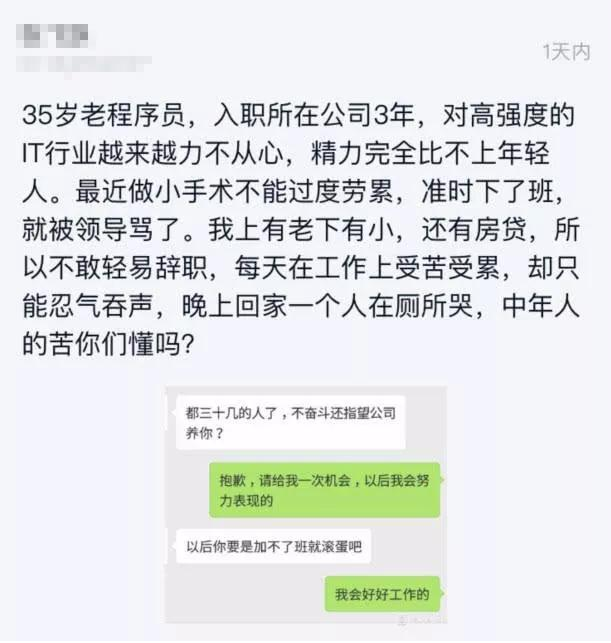 1天内
35岁老程序员，入职所在公司3年，对高强度的
IT行业越来越力不从心，精力完全比不上年轻
人。最近做小手术不能过度劳累，准时下了班，
就被领导骂了。我上有老下有小，还有房贷，所
以不敢轻易辞职，每天在工作上受苦受累，却只
能忍气吞声，晚上回家一个人在厕所哭，中年人
的苦你们懂吗?
都三十几的人了，不奋斗还指望公司
养你？
抱歉，请给我一次机会，以后我会努
力表现的
以后你要是加不了班就滚蛋吧
我会好好工作的